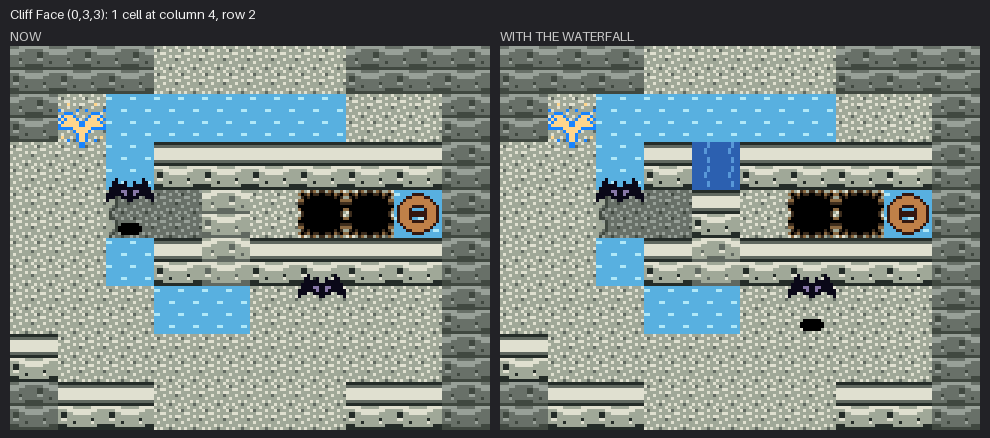 Cliff Face (0,3,3): 1 cell at column 4, row 2
NOW
WITH THE WATERFALL